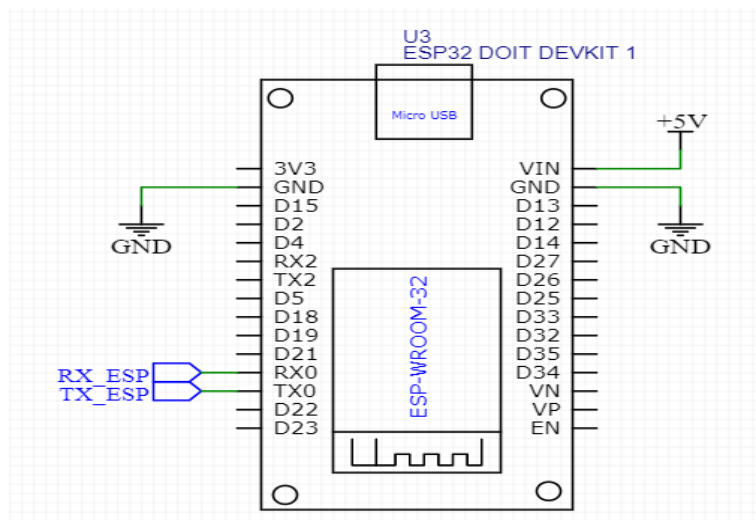 U3
ESP32 DOIT DEVKIT 1
Micro USB
+5V
3V3
GND
D15
D2
D4
RX2
TX2
D5
D18
D19
D21
RX0
TX0
D22
D23
VIN
GND
D13
D12
D14
D27
D26
D25
D33
D32
D35
D34
VN
VP
EN
GND
GND
RX_ESP
TX_ESP
ESP-WROOM-32